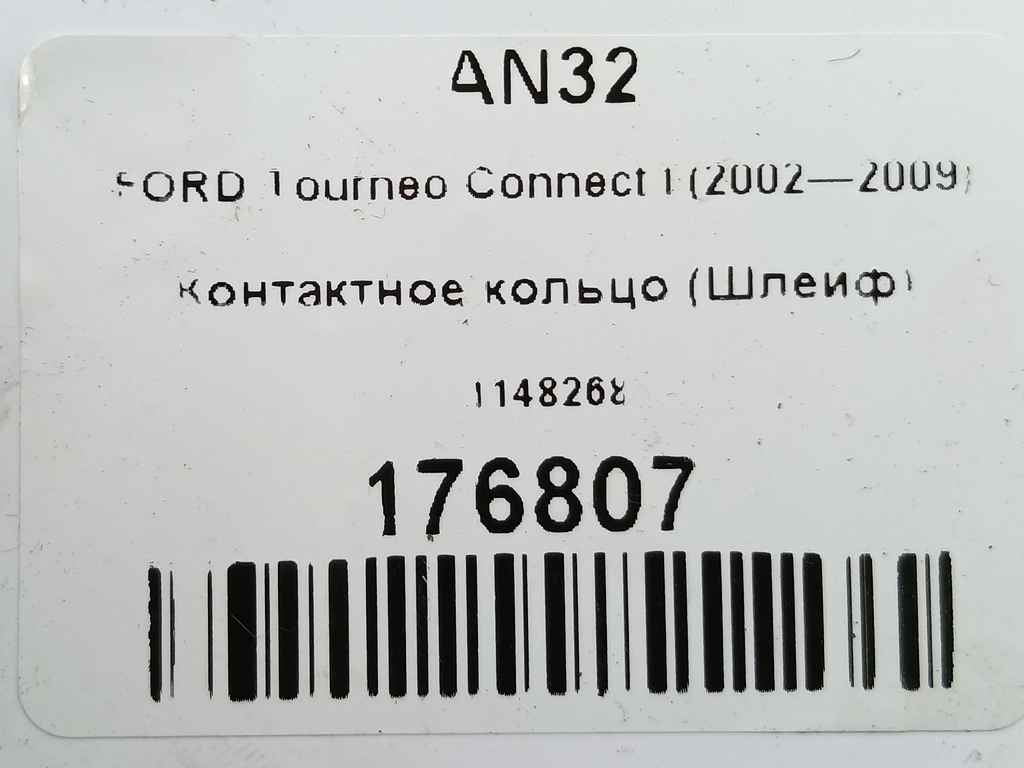 AN32
FORD Tourneo Connect I (2002—2009)
Контактное кольцо (Шлейф)
1148268
176807